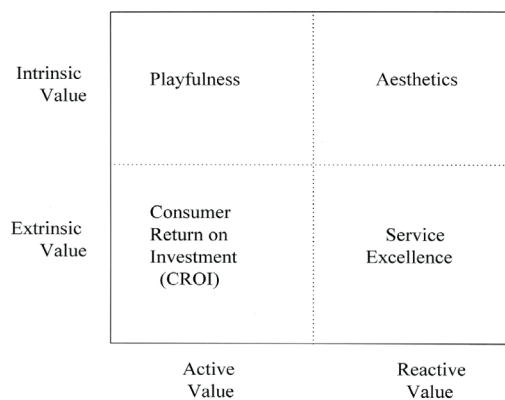 Intrinsic
Value
Playfulness
Aesthetics
Extrinsic
Value
Consumer
Return on
Investment
(CROI)
Service
Excellence
Active
Value
Reactive
Value